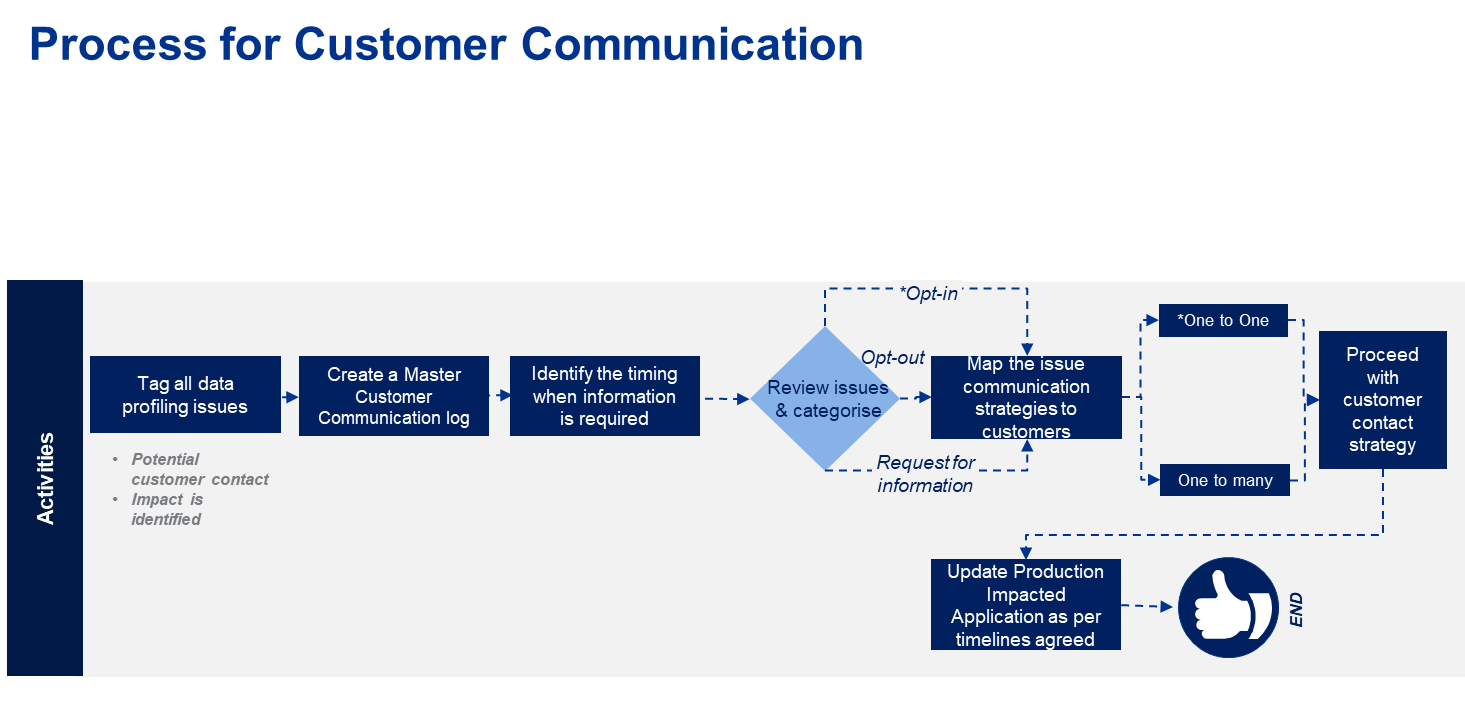 Process for Customer Communication
Activities
Tag all data
profiling issues
• Potential
customer contact
• Impact is
identified
Create a Master
Customer
Communication log
Identify the timing
when information
is required
Review issues
& categorise
*Opt-in
Opt-out
Request for
information
Map the issue
communication
strategies to
customers
*One to One
One to many
Proceed
with
customer
contact
strategy
Update Production
Impacted
Application as per
timelines agreed
END